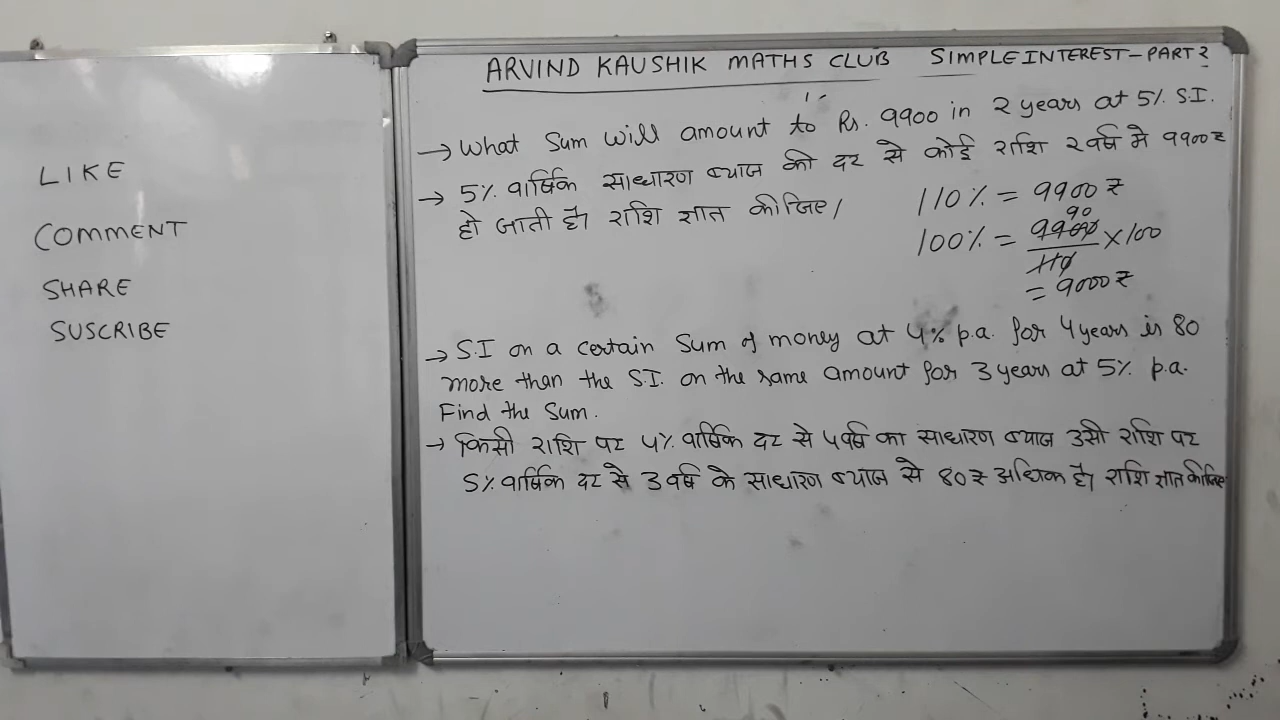 LIKE
COMMENT
SHARE
SUSCRIBE
ARVIND KAUSHIK MATHS CLUB SIMPLE INTEREST - PART 2
→ What Sum will amount to Rs. 9900 in 2 years at 5% S.I.
→ 5% वार्षिक साधारण ब्याज की दर से कोई राशि 2 वर्ष मे 9900₹
हो जाती है। राशि ज्ञात कीजिए।
110% = 9900 ₹
90
100% = 9900/110 × 100
= 9000 ₹
→ S.I on a certain Sum of money at 4% p.a. for 4 years is 80
more than the S.I. on the same amount for 3 years at 5% p.a.
Find the Sum.
→ किसी राशि पर 4% वार्षिक दर से 4 वर्ष का साधारण ब्याज उसी राशि पर
5% वार्षिक दर से 3 वर्ष के साधारण ब्याज से 80 ₹ अधिक है। राशि ज्ञात कीजिए